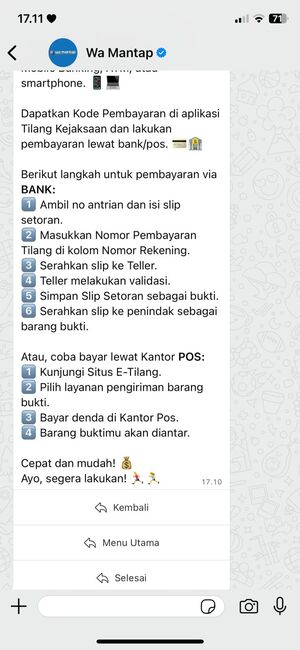 17.11
71
Wa Mantap
WA MANTAP
smartphone. 📱💻
Dapatkan Kode Pembayaran di aplikasi
Tilang Kejaksaan dan lakukan
pembayaran lewat bank/pos. 💳🏦
Berikut langkah untuk pembayaran via
BANK:
1️⃣ Ambil no antrian dan isi slip
setoran.
2️⃣ Masukkan Nomor Pembayaran
Tilang di kolom Nomor Rekening.
3️⃣ Serahkan slip ke Teller.
4️⃣ Teller melakukan validasi.
5️⃣ Simpan Slip Setoran sebagai bukti.
6️⃣ Serahkan slip ke penindak sebagai
barang bukti.
Atau, coba bayar lewat Kantor POS:
1️⃣ Kunjungi Situs E-Tilang.
2️⃣ Pilih layanan pengiriman barang
bukti.
3️⃣ Bayar denda di Kantor Pos.
4️⃣ Barang buktimu akan diantar.
Cepat dan mudah! 💰
Ayo, segera lakukan! 🏃‍♀️🏃
17.10
Kembali
Menu Utama
Selesai